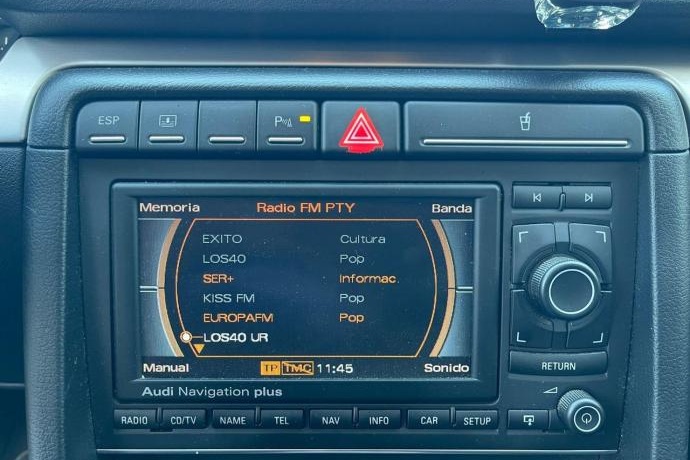 ESP P
Memoria Radio FM PTY Banda
EXITO Cultura
LOS40 Pop
SER+ Informac.
KISS FM Pop
EUROPAFM Pop
LOS40 UR
Manual TP TMC 11:45 Sonido
Audi Navigation plus
RETURN
RADIO CD/TV NAME TEL NAV INFO CAR SETUP